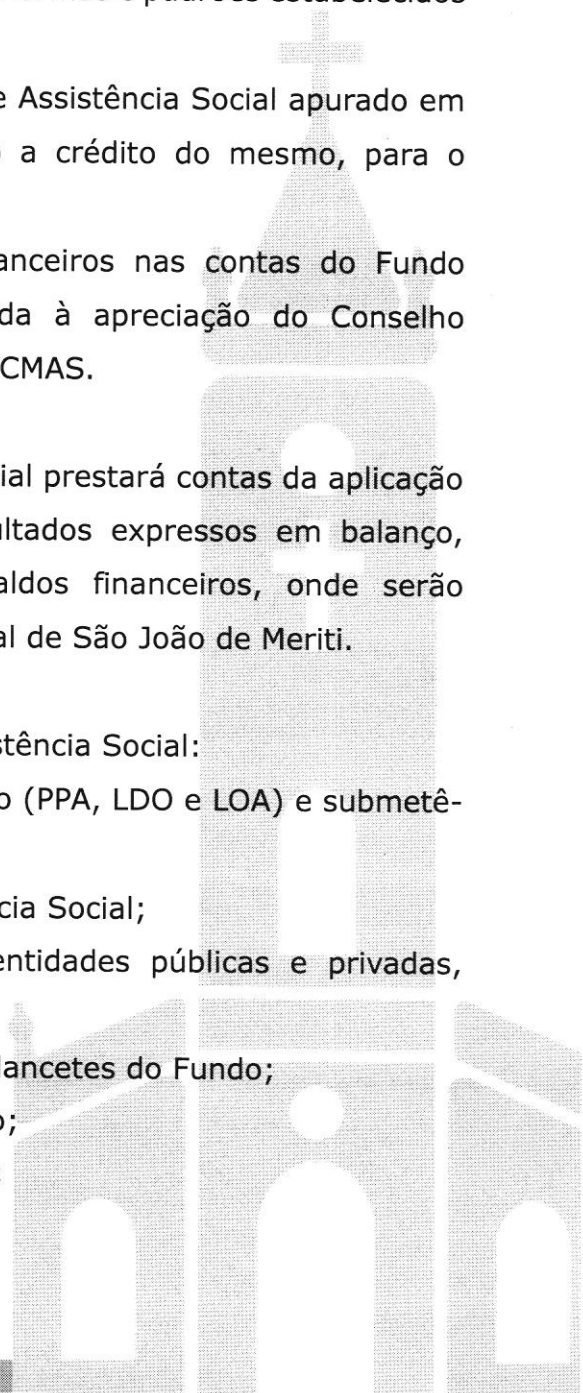 padrões estabelecidos
e Assistência Social apurado em
a crédito do mesmo, para o
anceiros nas contas do Fundo
da à apreciação do Conselho
CMAS.
ial prestará contas da aplicação
ultados expressos em balanço,
aldos financeiros, onde serão
al de São João de Meriti.
stência Social:
o (PPA, LDO e LOA) e submetê-
cia Social;
entidades públicas e privadas,
lancetes do Fundo;
o;